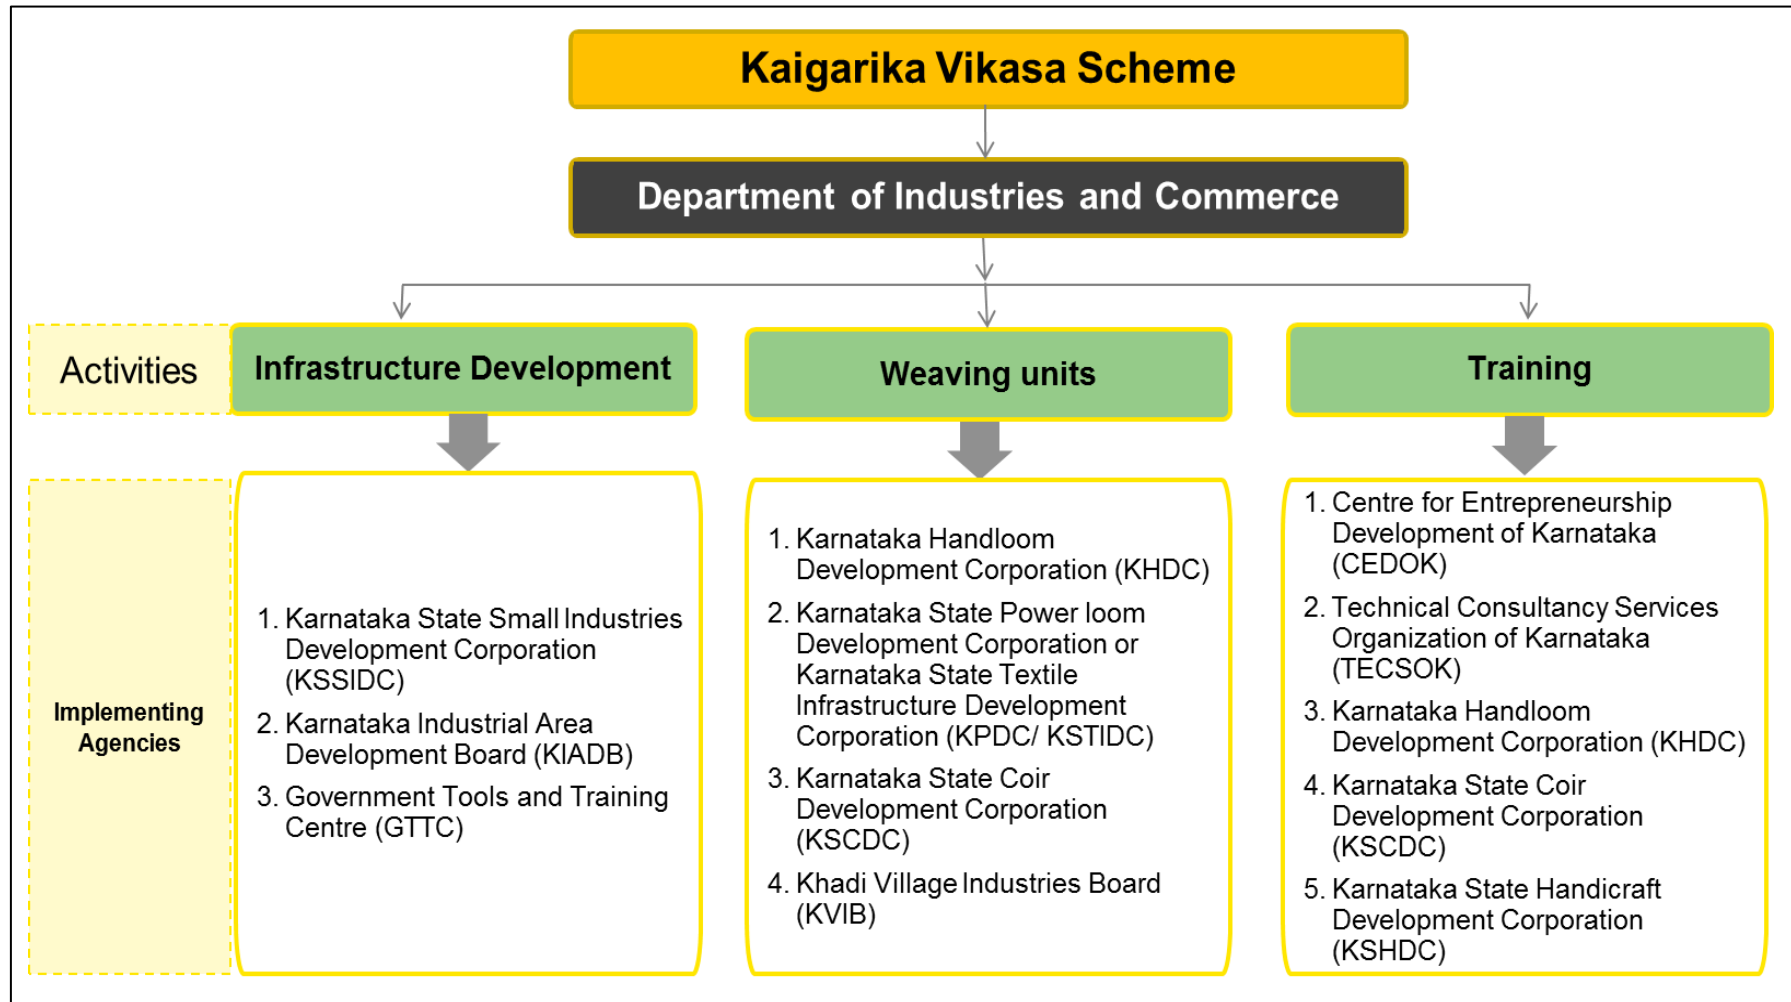 Kaigarika Vikasa Scheme
Department of Industries and Commerce
Activities
Infrastructure Development
Weaving units
Training
Implementing
Agencies
1. Karnataka State Small Industries
Development Corporation
(KSSIDC)
2. Karnataka Industrial Area
Development Board (KIADB)
3. Government Tools and Training
Centre (GTTC)
1. Karnataka Handloom
Development Corporation (KHDC)
2. Karnataka State Power loom
Development Corporation or
Karnataka State Textile
Infrastructure Development
Corporation (KPDC/ KSTIDC)
3. Karnataka State Coir
Development Corporation
(KSCDC)
4. Khadi Village Industries Board
(KVIB)
1. Centre for Entrepreneurship
Development of Karnataka
(CEDOK)
2. Technical Consultancy Services
Organization of Karnataka
(TECSOK)
3. Karnataka Handloom
Development Corporation (KHDC)
4. Karnataka State Coir
Development Corporation
(KSCDC)
5. Karnataka State Handicraft
Development Corporation
(KSHDC)